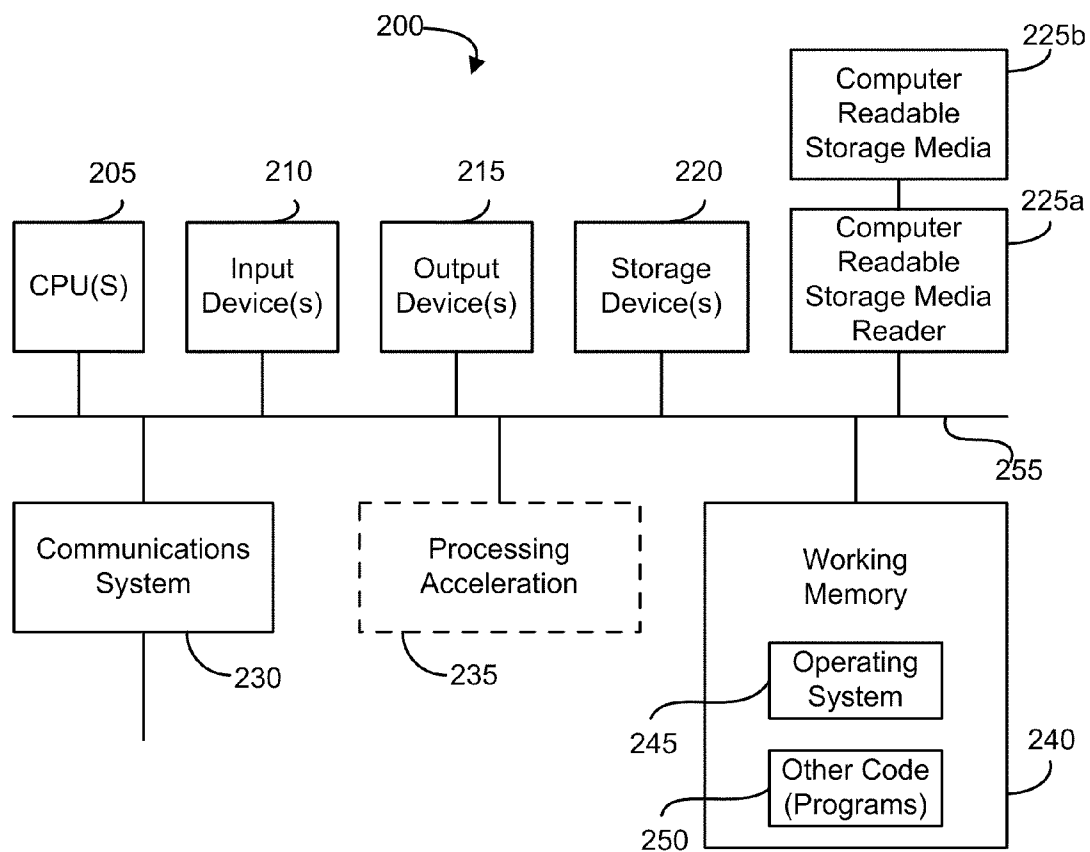 200
225b
Computer
Readable
Storage Media
205
210
215
220
225a
CPU(S)
Input
Device(s)
Output
Device(s)
Storage
Device(s)
Computer
Readable
Storage Media
Reader
255
Communications
System
Processing
Acceleration
Working
Memory
230
235
Operating
System
245
240
Other Code
(Programs)
250